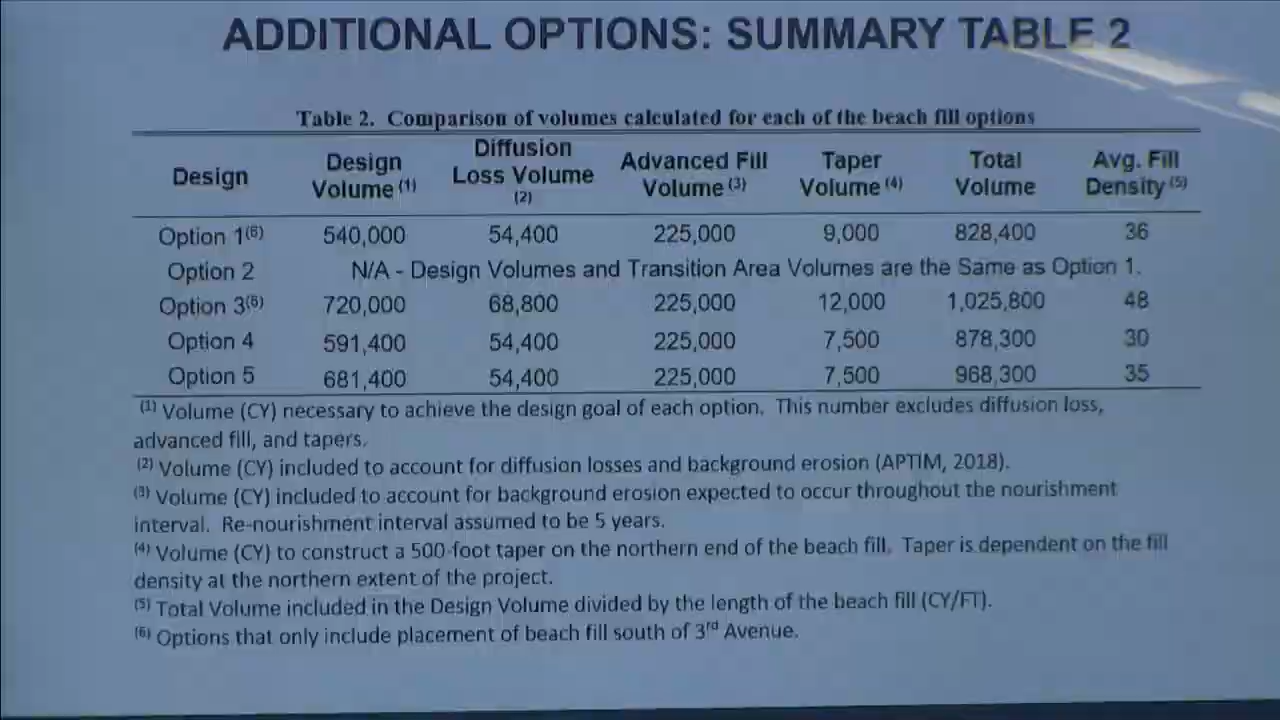 ADDITIONAL OPTIONS: SUMMARY TABLE 2
Table 2. Comparison of volumes calculated for each of the beach fill options
Design Design Volume (1) Diffusion Loss Volume (2) Advanced Fill Volume (3) Taper Volume (4) Total Volume Avg. Fill Density (5)
Option 1(6) 540,000 54,400 225,000 9,000 828,400 36
Option 2 N/A - Design Volumes and Transition Area Volumes are the Same as Option 1.
Option 3(6) 720,000 68,800 225,000 12,000 1,025,800 48
Option 4 591,400 54,400 225,000 7,500 878,300 30
Option 5 681,400 54,400 225,000 7,500 968,300 35
(1) Volume (CY) necessary to achieve the design goal of each option. This number excludes diffusion loss,
advanced fill, and tapers.
(2) Volume (CY) included to account for diffusion losses and background erosion (APTIM, 2018).
(3) Volume (CY) included to account for background erosion expected to occur throughout the nourishment
interval. Re-nourishment interval assumed to be 5 years.
(4) Volume (CY) to construct a 500-foot taper on the northern end of the beach fill. Taper is dependent on the fill
density at the northern extent of the project.
(5) Total Volume included in the Design Volume divided by the length of the beach fill (CY/FT).
(6) Options that only include placement of beach fill south of 3rd Avenue.